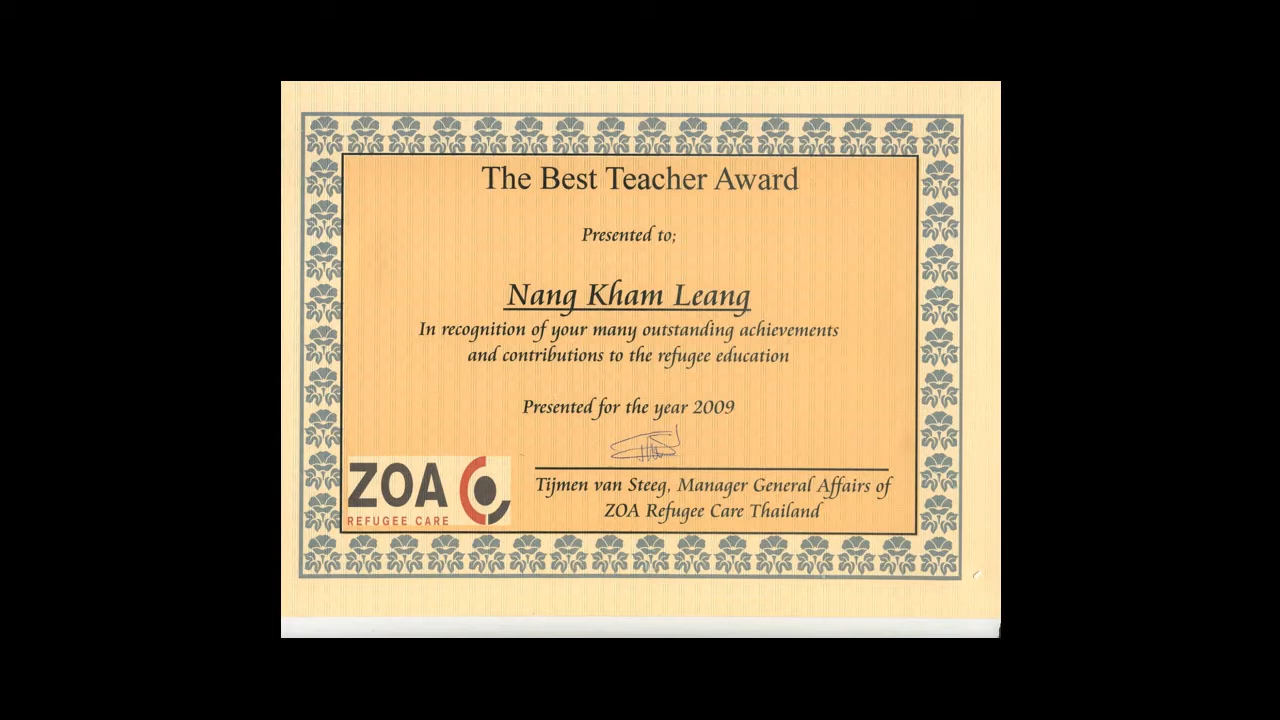 The Best Teacher Award
Presented to;
Nang Kham Leang
In recognition of your many outstanding achievements
and contributions to the refugee education
Presented for the year 2009
Tijmen van Steeg, Manager General Affairs of
ZOA Refugee Care Thailand
ZOA
REFUGEE CARE